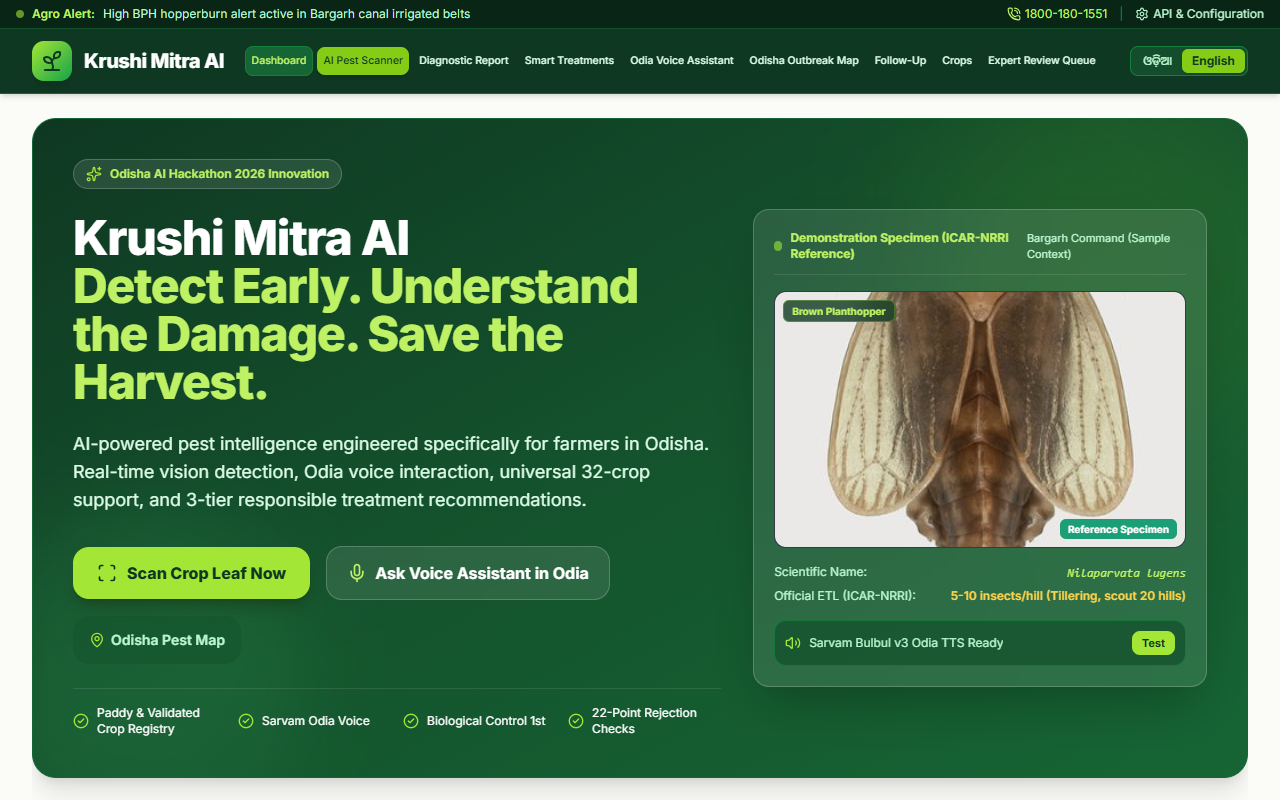 Agro Alert: High BPH hopperburn alert active in Bargarh canal irrigated belts
1800-180-1551
API & Configuration
Krushi Mitra AI
Dashboard
AI Pest Scanner
Diagnostic Report
Smart Treatments
Odia Voice Assistant
Odisha Outbreak Map
Follow-Up
Crops
Expert Review Queue
ଓଡ଼ିଆ
English
Odisha AI Hackathon 2026 Innovation
Krushi Mitra AI
Detect Early. Understand
the Damage. Save the
Harvest.
AI-powered pest intelligence engineered specifically for farmers in Odisha.
Real-time vision detection, Odia voice interaction, universal 32-crop
support, and 3-tier responsible treatment recommendations.
Scan Crop Leaf Now
Ask Voice Assistant in Odia
Odisha Pest Map
Paddy & Validated
Crop Registry
Sarvam Odia Voice
Biological Control 1st
22-Point Rejection
Checks
Demonstration Specimen (ICAR-NRRI
Reference)
Bargarh Command (Sample
Context)
Brown Planthopper
Reference Specimen
Scientific Name:
Nilaparvata lugens
Official ETL (ICAR-NRRI):
5-10 insects/hill (Tillering, scout 20 hills)
Sarvam Bulbul v3 Odia TTS Ready
Test